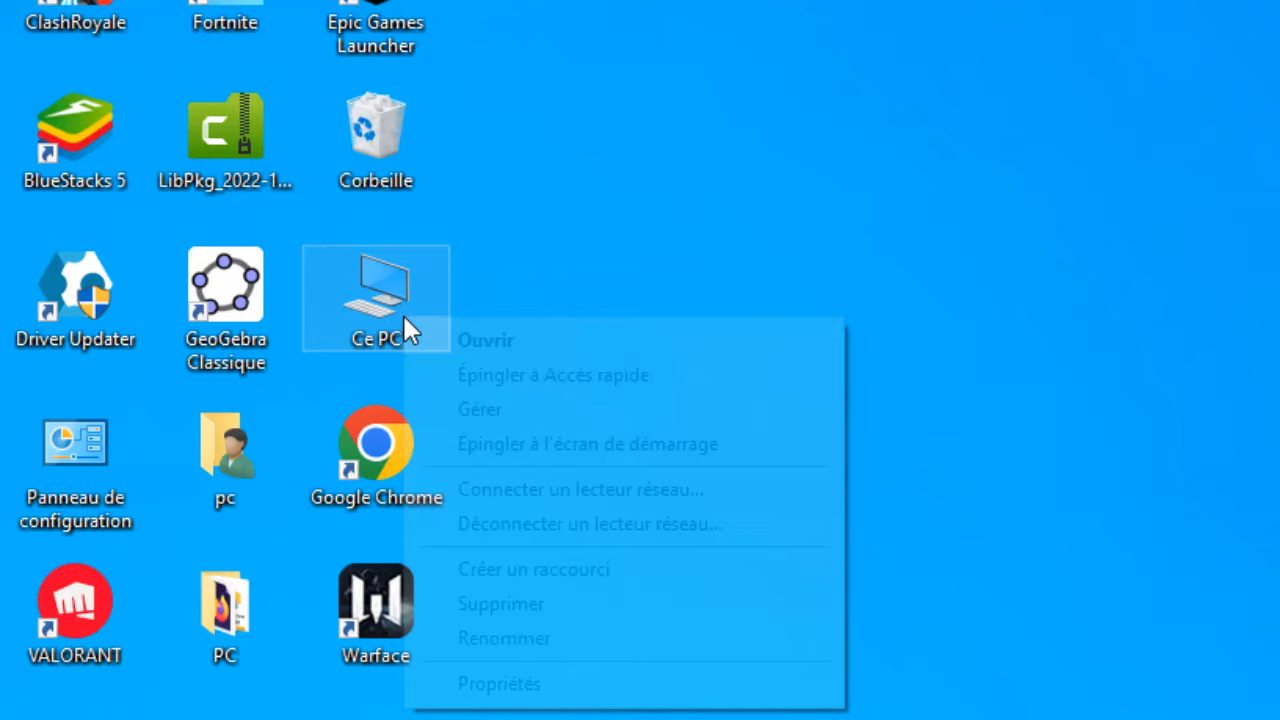 ClashRoyale
Fortnite
Epic Games
Launcher
BlueStacks 5
LibPkg_2022-1...
Corbeille
Driver Updater
GeoGebra
Classique
Ce PC
Panneau de
configuration
pc
Google Chrome
VALORANT
PC
Warface
Ouvrir
Épingler à Accès rapide
Gérer
Épingler à l'écran de démarrage
Connecter un lecteur réseau...
Déconnecter un lecteur réseau...
Créer un raccourci
Supprimer
Renommer
Propriétés